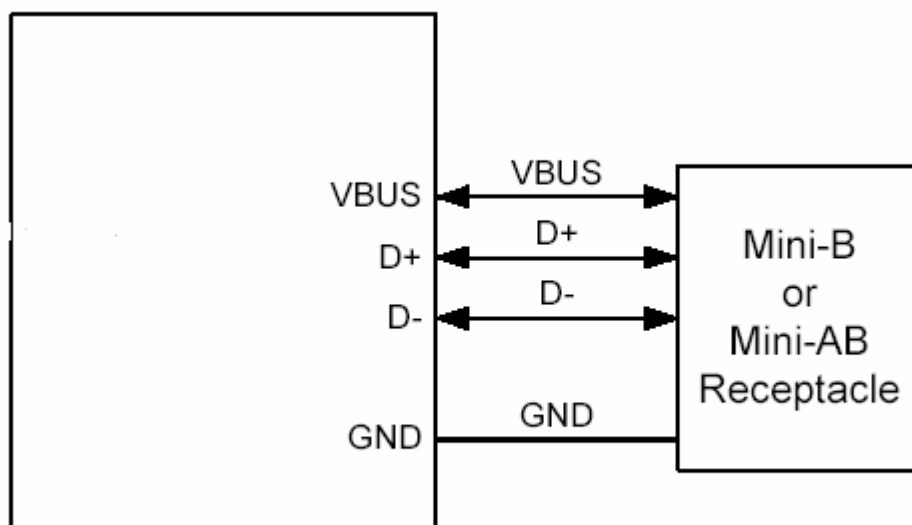 VBUS
VBUS
D+
D+
D-
D-
GND
GND
Mini-B
or
Mini-AB
Receptacle